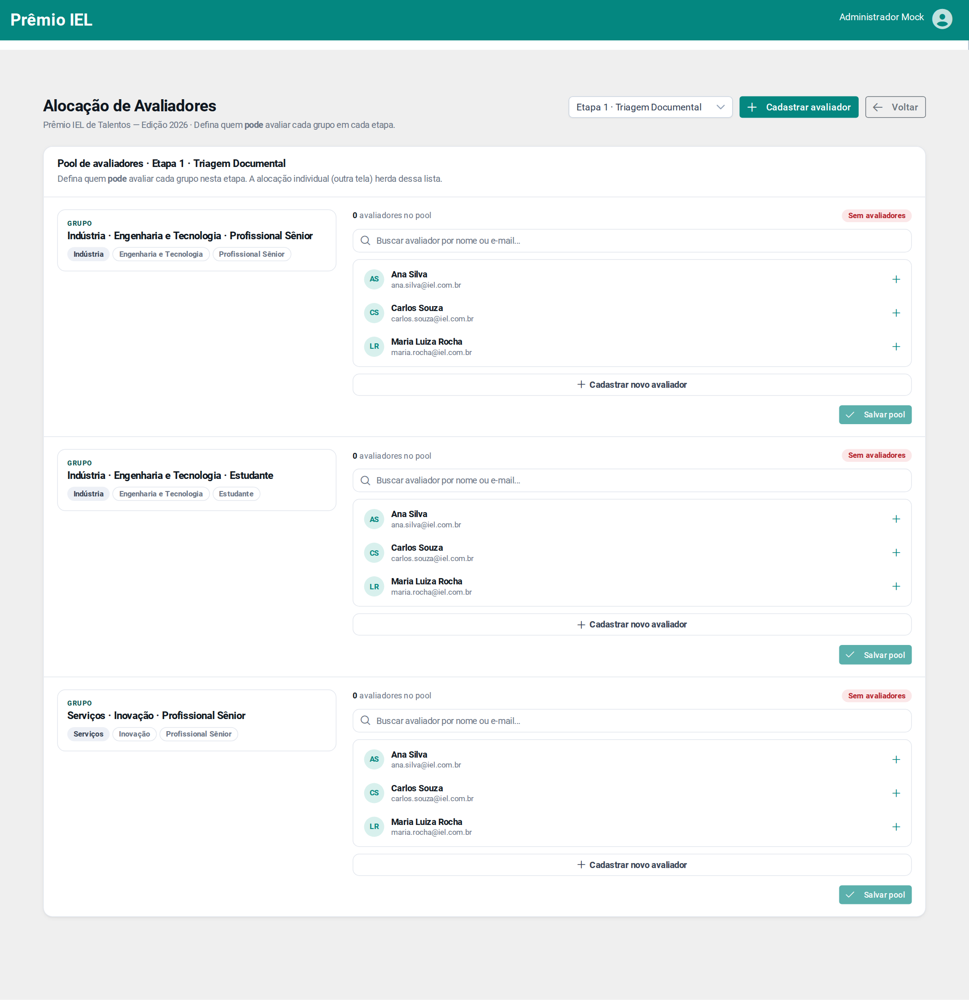 Prêmio IEL
Administrador Mock
Alocação de Avaliadores
Etapa 1 · Triagem Documental
Cadastrar avaliador
Voltar
Prêmio IEL de Talentos — Edição 2026 · Defina quem pode avaliar cada grupo em cada etapa.
Pool de avaliadores · Etapa 1 · Triagem Documental
Defina quem pode avaliar cada grupo nesta etapa. A alocação individual (outra tela) herda dessa lista.
GRUPO
Indústria · Engenharia e Tecnologia · Profissional Sênior
Indústria Engenharia e Tecnologia Profissional Sênior
0 avaliadores no pool
Sem avaliadores
Buscar avaliador por nome ou e-mail...
AS
Ana Silva
ana.silva@iel.com.br
CS
Carlos Souza
carlos.souza@iel.com.br
LR
Maria Luiza Rocha
maria.rocha@iel.com.br
Cadastrar novo avaliador
Salvar pool
GRUPO
Indústria · Engenharia e Tecnologia · Estudante
Indústria Engenharia e Tecnologia Estudante
0 avaliadores no pool
Sem avaliadores
Buscar avaliador por nome ou e-mail...
AS
Ana Silva
ana.silva@iel.com.br
CS
Carlos Souza
carlos.souza@iel.com.br
LR
Maria Luiza Rocha
maria.rocha@iel.com.br
Cadastrar novo avaliador
Salvar pool
GRUPO
Serviços · Inovação · Profissional Sênior
Serviços Inovação Profissional Sênior
0 avaliadores no pool
Sem avaliadores
Buscar avaliador por nome ou e-mail...
AS
Ana Silva
ana.silva@iel.com.br
CS
Carlos Souza
carlos.souza@iel.com.br
LR
Maria Luiza Rocha
maria.rocha@iel.com.br
Cadastrar novo avaliador
Salvar pool